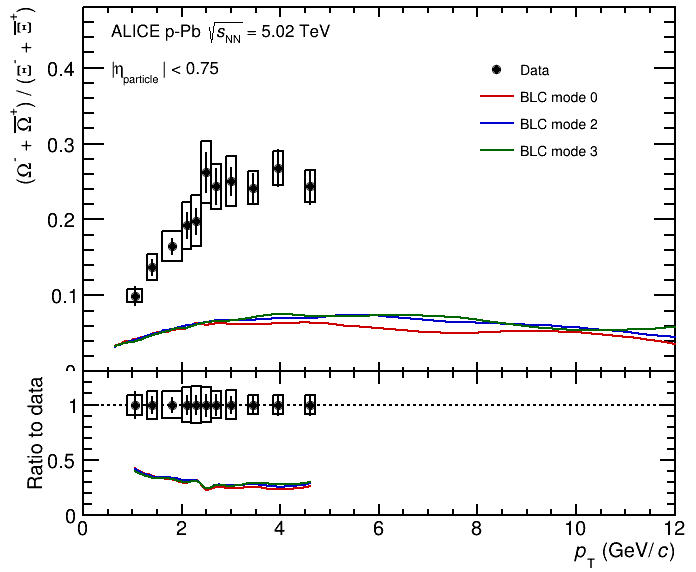 ALICE p-Pb √s_NN = 5.02 TeV
|η_particle| < 0.75
Data
BLC mode 0
BLC mode 2
BLC mode 3
(Ω⁻ + Ω̅⁺) / (Ξ⁻ + Ξ̅⁺)
0.4
0.3
0.2
0.1
0
Ratio to data
1
0.5
0
0 2 4 6 8 10 12
p_T (GeV/c)